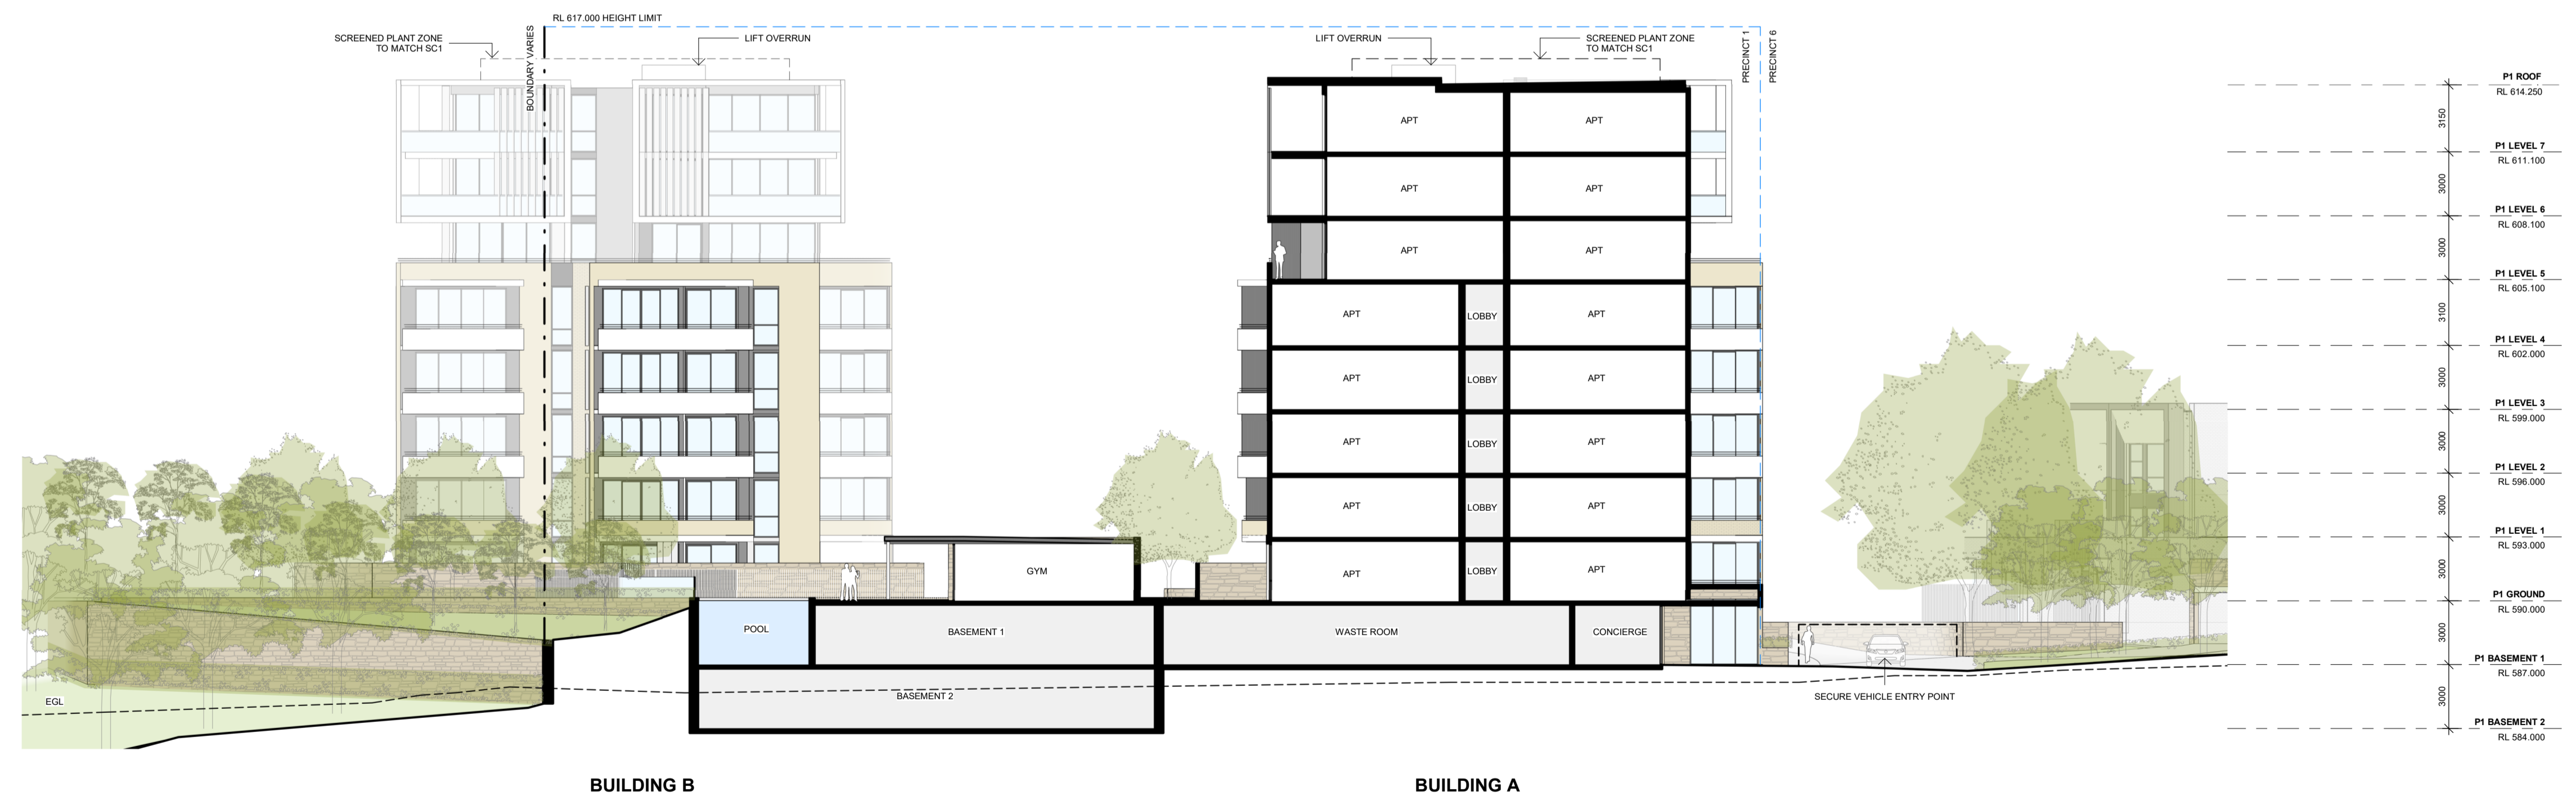 RL 617.000 HEIGHT LIMIT
SCREENED PLANT ZONE
TO MATCH SC1
BOUNDARY VARIES
LIFT OVERRUN
LIFT OVERRUN
SCREENED PLANT ZONE
TO MATCH SC1
PRECINCT 1
PRECINCT 6
P1 ROOF
RL 614.250
3150
APT
APT
P1 LEVEL 7
RL 611.100
3000
APT
APT
P1 LEVEL 6
RL 608.100
3000
APT
APT
P1 LEVEL 5
RL 605.100
3100
APT
LOBBY
APT
P1 LEVEL 4
RL 602.000
3000
APT
LOBBY
APT
P1 LEVEL 3
RL 599.000
3000
APT
LOBBY
APT
P1 LEVEL 2
RL 596.000
3000
APT
LOBBY
APT
P1 LEVEL 1
RL 593.000
3000
GYM
APT
LOBBY
APT
P1 GROUND
RL 590.000
3000
POOL
BASEMENT 1
WASTE ROOM
CONCIERGE
P1 BASEMENT 1
RL 587.000
3000
EGL
BASEMENT 2
SECURE VEHICLE ENTRY POINT
P1 BASEMENT 2
RL 584.000
BUILDING B
BUILDING A